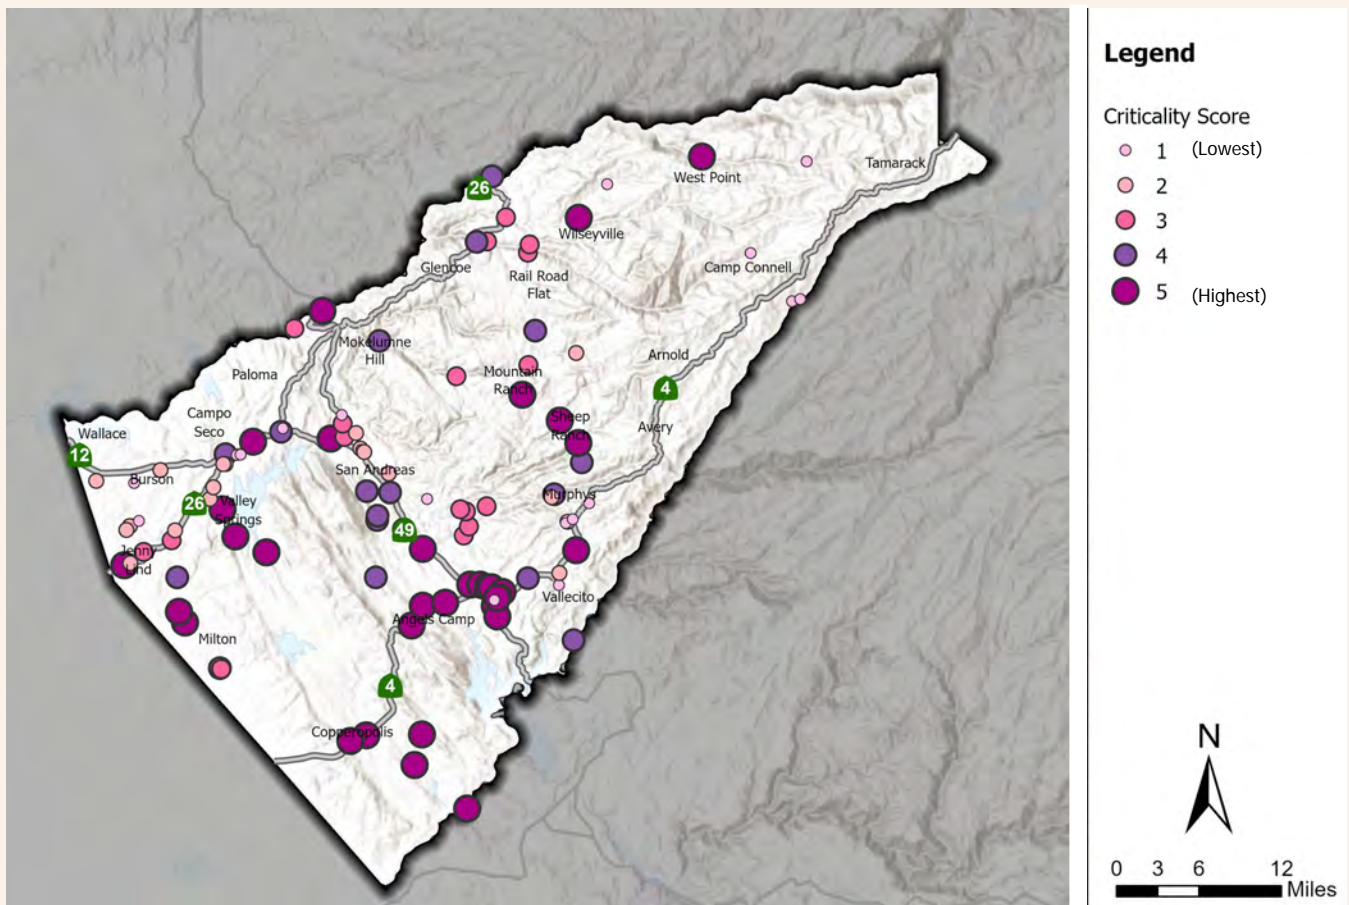 Legend
Criticality Score
1 (Lowest)
2
3
4
5 (Highest)
N
0 3 6 12
Miles
Tamarack
West Point
26
Wilseyville
Glencoe
Camp Connell
Rail Road
Flat
Mokelumne
Hill
Arnold
Paloma
Mountain
Ranch
4
Campo
Seco
Sheep
Ranch
Avery
Wallace
12
San Andreas
Burson
Murphys
26
Valley
Springs
49
Jenny
Lind
Vallecito
Angels Camp
Milton
4
Copperopolis